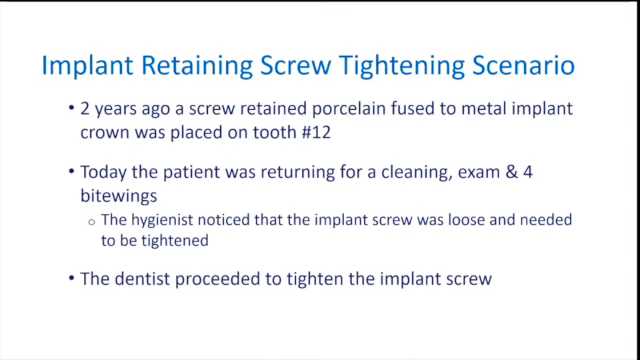 Implant Retaining Screw Tightening Scenario
• 2 years ago a screw retained porcelain fused to metal implant
crown was placed on tooth #12
• Today the patient was returning for a cleaning, exam & 4
bitewings
o The hygienist noticed that the implant screw was loose and needed
to be tightened
• The dentist proceeded to tighten the implant screw